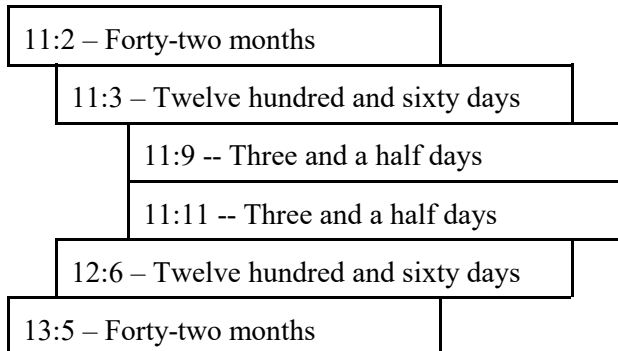 11:2 – Forty-two months
11:3 – Twelve hundred and sixty days
11:9 -- Three and a half days
11:11 -- Three and a half days
12:6 – Twelve hundred and sixty days
13:5 – Forty-two months